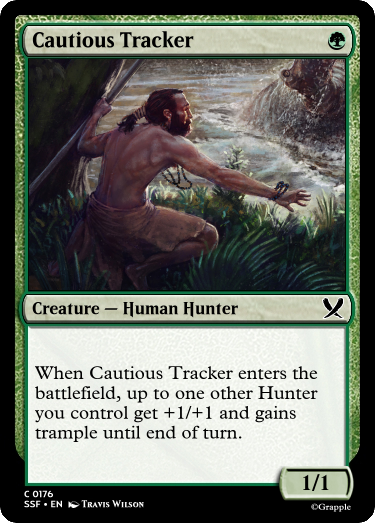 Cautious Tracker
Creature — Human Hunter
When Cautious Tracker enters the
battlefield, up to one other Hunter
you control get +1/+1 and gains
trample until end of turn.
1/1
C 0176
SSF • EN Travis Wilson
©Grapple